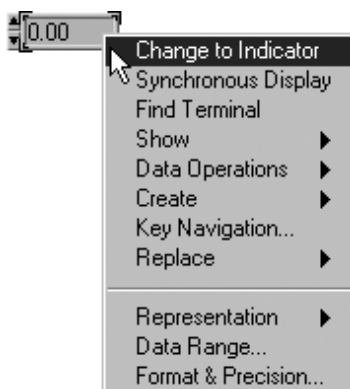 0.00
Change to Indicator
Synchronous Display
Find Terminal
Show
Data Operations
Create
Key Navigation...
Replace
Representation
Data Range...
Format & Precision...